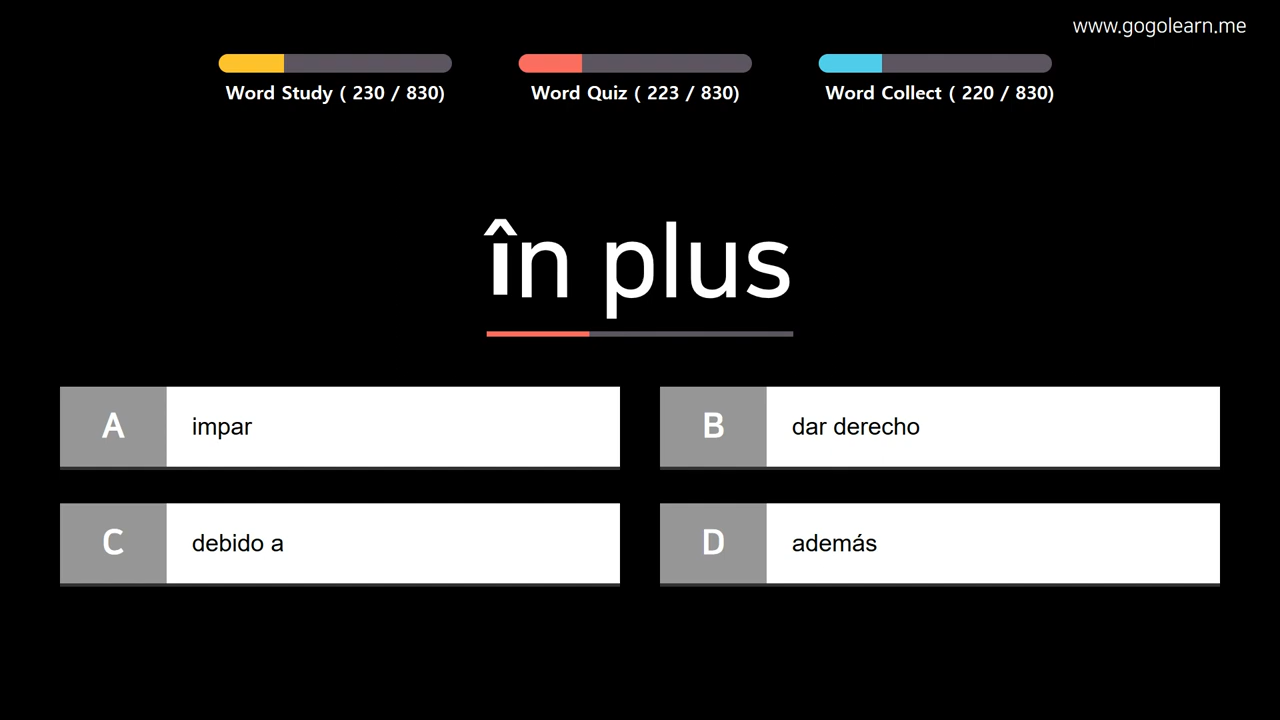 www.gogolearn.me
Word Study ( 230 / 830)
Word Quiz ( 223 / 830)
Word Collect ( 220 / 830)
în plus
A impar
B dar derecho
C debido a
D además